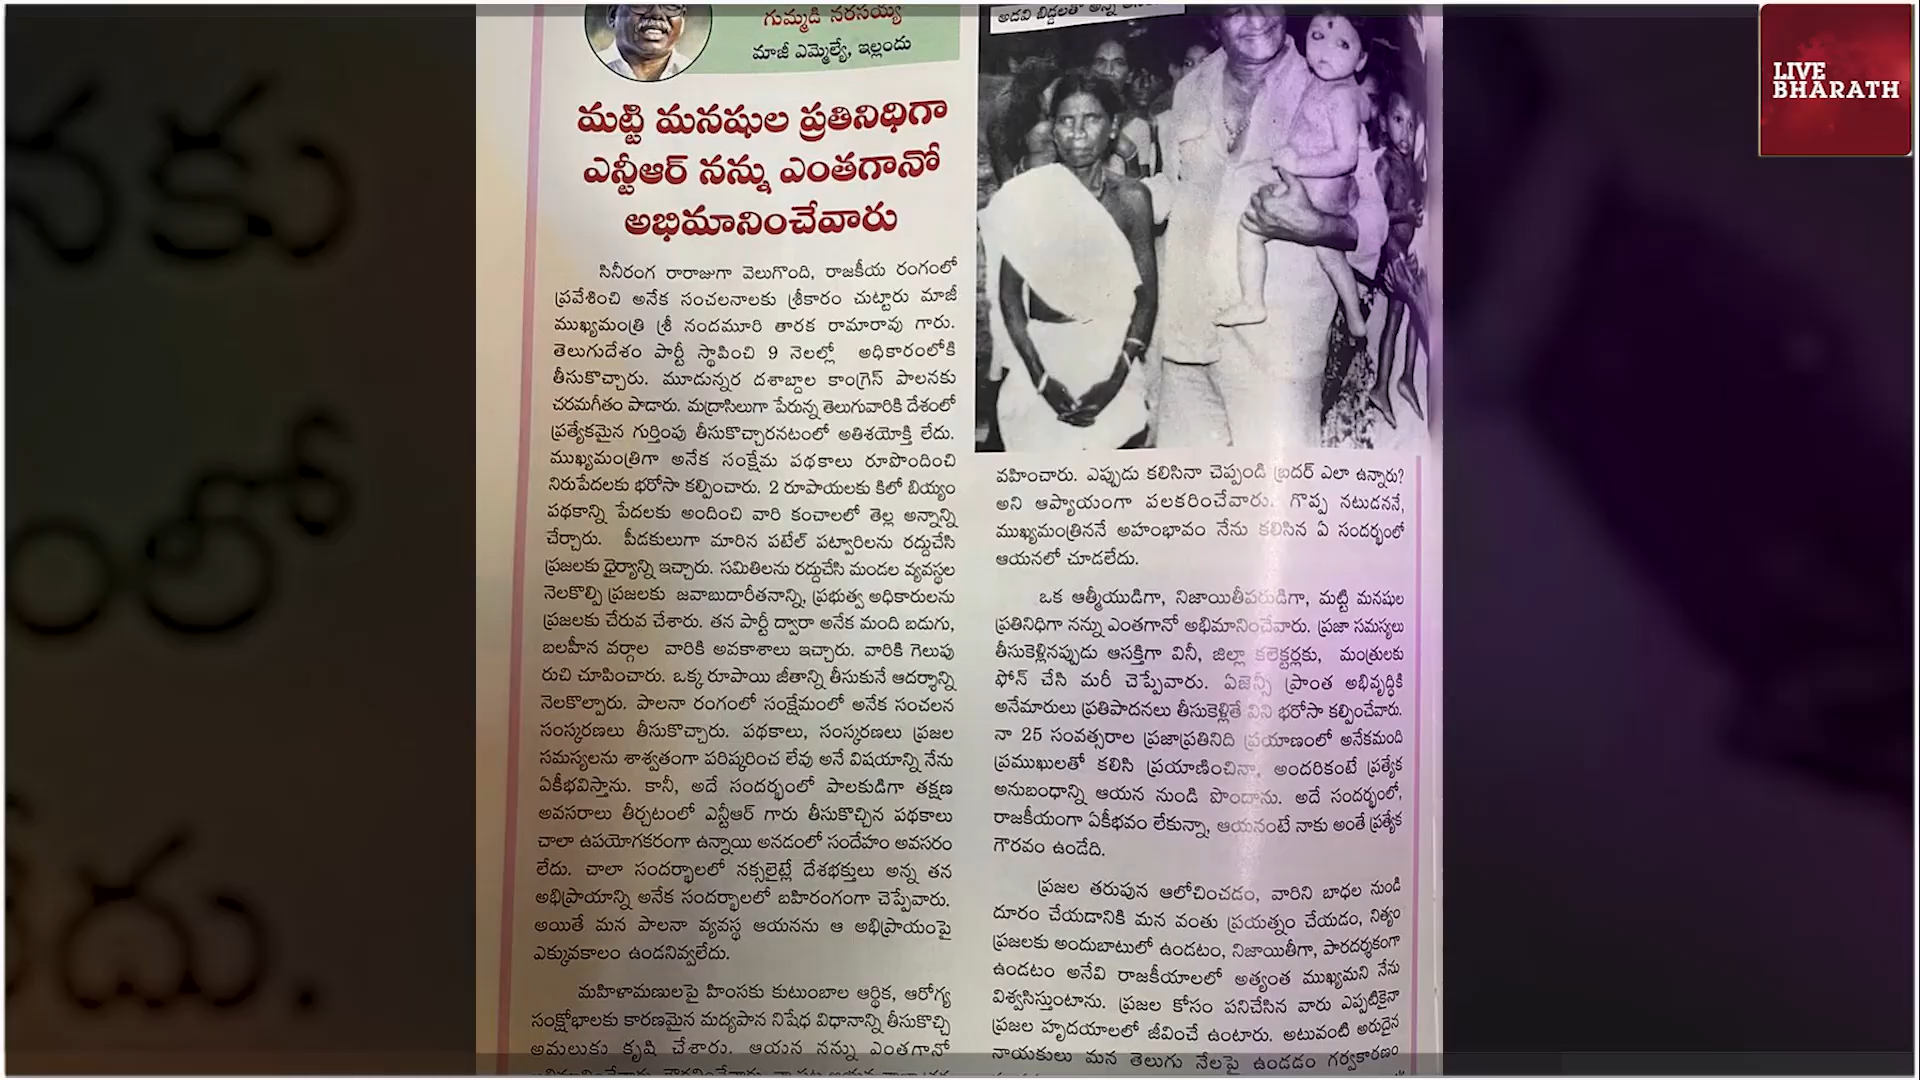 గుమ్మడి నరసయ్య
మాజీ ఎమ్మెల్యే, ఇల్లందు
మట్టి మనషుల ప్రతినిధిగా
ఎన్టీఆర్ నన్ను ఎంతగానో
అభిమానించేవారు
సినీరంగ రారాజుగా వెలుగొంది, రాజకీయ రంగంలో
ప్రవేశించి అనేక సంచలనాలకు శ్రీకారం చుట్టారు మాజీ
ముఖ్యమంత్రి శ్రీ నందమూరి తారక రామారావు గారు.
తెలుగుదేశం పార్టీ స్థాపించి 9 నెలల్లో అధికారంలోకి
తీసుకొచ్చారు. మూడున్నర దశాబ్దాల కాంగ్రెస్ పాలనకు
చరమగీతం పాడారు. మద్రాసిలుగా పేరున్న తెలుగువారికి దేశంలో
ప్రత్యేకమైన గుర్తింపు తీసుకొచ్చారనటంలో అతిశయోక్తి లేదు.
ముఖ్యమంత్రిగా అనేక సంక్షేమ పథకాలు రూపొందించి
నిరుపేదలకు భరోసా కల్పించారు. 2 రూపాయలకు కిలో బియ్యం
పథకాన్ని పేదలకు అందించి వారి కంచాలలో తెల్ల అన్నాన్ని
చేర్చారు. పీడకులుగా మారిన పటేల్ పట్వారిలను రద్దుచేసి
ప్రజలకు ధైర్యాన్ని ఇచ్చారు. సమితిలను రద్దుచేసి మండల వ్యవస్థల
నెలకొల్పి ప్రజలకు జవాబుదారీతనాన్ని, ప్రభుత్వ అధికారులను
ప్రజలకు చేరువ చేశారు. తన పార్టీ ద్వారా అనేక మంది బడుగు,
బలహీన వర్గాల వారికి అవకాశాలు ఇచ్చారు. వారికి గెలుపు
రుచి చూపించారు. ఒక్క రూపాయి జీతాన్ని తీసుకునే ఆదర్శాన్ని
నెలకొల్పారు. పాలనా రంగంలో సంక్షేమంలో అనేక సంచలన
సంస్కరణలు తీసుకొచ్చారు. పథకాలు, సంస్కరణలు ప్రజల
సమస్యలను శాశ్వతంగా పరిష్కరించ లేవు అనే విషయాన్ని నేను
ఏకీభవిస్తాను. కానీ, అదే సందర్భంలో పాలకుడిగా తక్షణ
అవసరాలు తీర్చటంలో ఎన్టీఆర్ గారు తీసుకొచ్చిన పథకాలు
చాలా ఉపయోగకరంగా ఉన్నాయి అనడంలో సందేహం అవసరం
లేదు. చాలా సందర్భాలలో నక్సలైట్లే దేశభక్తులు అన్న తన
అభిప్రాయాన్ని అనేక సందర్భాలలో బహిరంగంగా చెప్పేవారు.
అయితే మన పాలనా వ్యవస్థ ఆయనను ఆ అభిప్రాయంపై
ఎక్కువకాలం ఉండనివ్వలేదు.
మహిళామణులపై హింసకు కుటుంబాల ఆర్థిక, ఆరోగ్య
సంక్షోభాలకు కారణమైన మద్యపాన నిషేధ విధానాన్ని తీసుకొచ్చి
అమలుకు కృషి చేశారు. ఆయన నన్ను ఎంతగానో
అడవి బిడ్డలతో అన్న
వహించారు. ఎప్పుడు కలిసినా చెప్పండి బ్రదర్ ఎలా ఉన్నారు?
అని ఆప్యాయంగా పలకరించేవారు. గొప్ప నటుడననే,
ముఖ్యమంత్రిననే అహంభావం నేను కలిసిన ఏ సందర్భంలో
ఆయనలో చూడలేదు.
ఒక ఆత్మీయుడిగా, నిజాయితీపరుడిగా, మట్టి మనషుల
ప్రతినిధిగా నన్ను ఎంతగానో అభిమానించేవారు. ప్రజా సమస్యలు
తీసుకెళ్లినప్పుడు ఆసక్తిగా వినీ, జిల్లా కలెక్టర్లకు, మంత్రులకు
ఫోన్ చేసి మరీ చెప్పేవారు. ఏజెన్సీ ప్రాంత అభివృద్ధికి
అనేమారులు ప్రతిపాదనలు తీసుకెళ్లితే విని భరోసా కల్పించేవారు.
నా 25 సంవత్సరాల ప్రజాప్రతినిది ప్రయాణంలో అనేకమంది
ప్రముఖులతో కలిసి ప్రయాణించినా, అందరికంటే ప్రత్యేక
అనుబంధాన్ని ఆయన నుండి పొందాను. అదే సందర్భంలో,
రాజకీయంగా ఏకీభవం లేకున్నా, ఆయనంటే నాకు అంతే ప్రత్యేక
గౌరవం ఉండేది.
ప్రజల తరుపున ఆలోచించడం, వారిని బాధల నుండి
దూరం చేయడానికి మన వంతు ప్రయత్నం చేయడం, నిత్యం
ప్రజలకు అందుబాటులో ఉండటం, నిజాయితీగా, పారదర్శకంగా
ఉండటం అనేవి రాజకీయాలలో అత్యంత ముఖ్యమని నేను
విశ్వసిస్తుంటాను. ప్రజల కోసం పనిచేసిన వారు ఎప్పటికైనా
ప్రజల హృదయాలలో జీవించే ఉంటారు. అటువంటి అరుదైన
నాయకులు మన తెలుగు నేలపై ఉండడం గర్వకారణం
LIVE
BHARATH